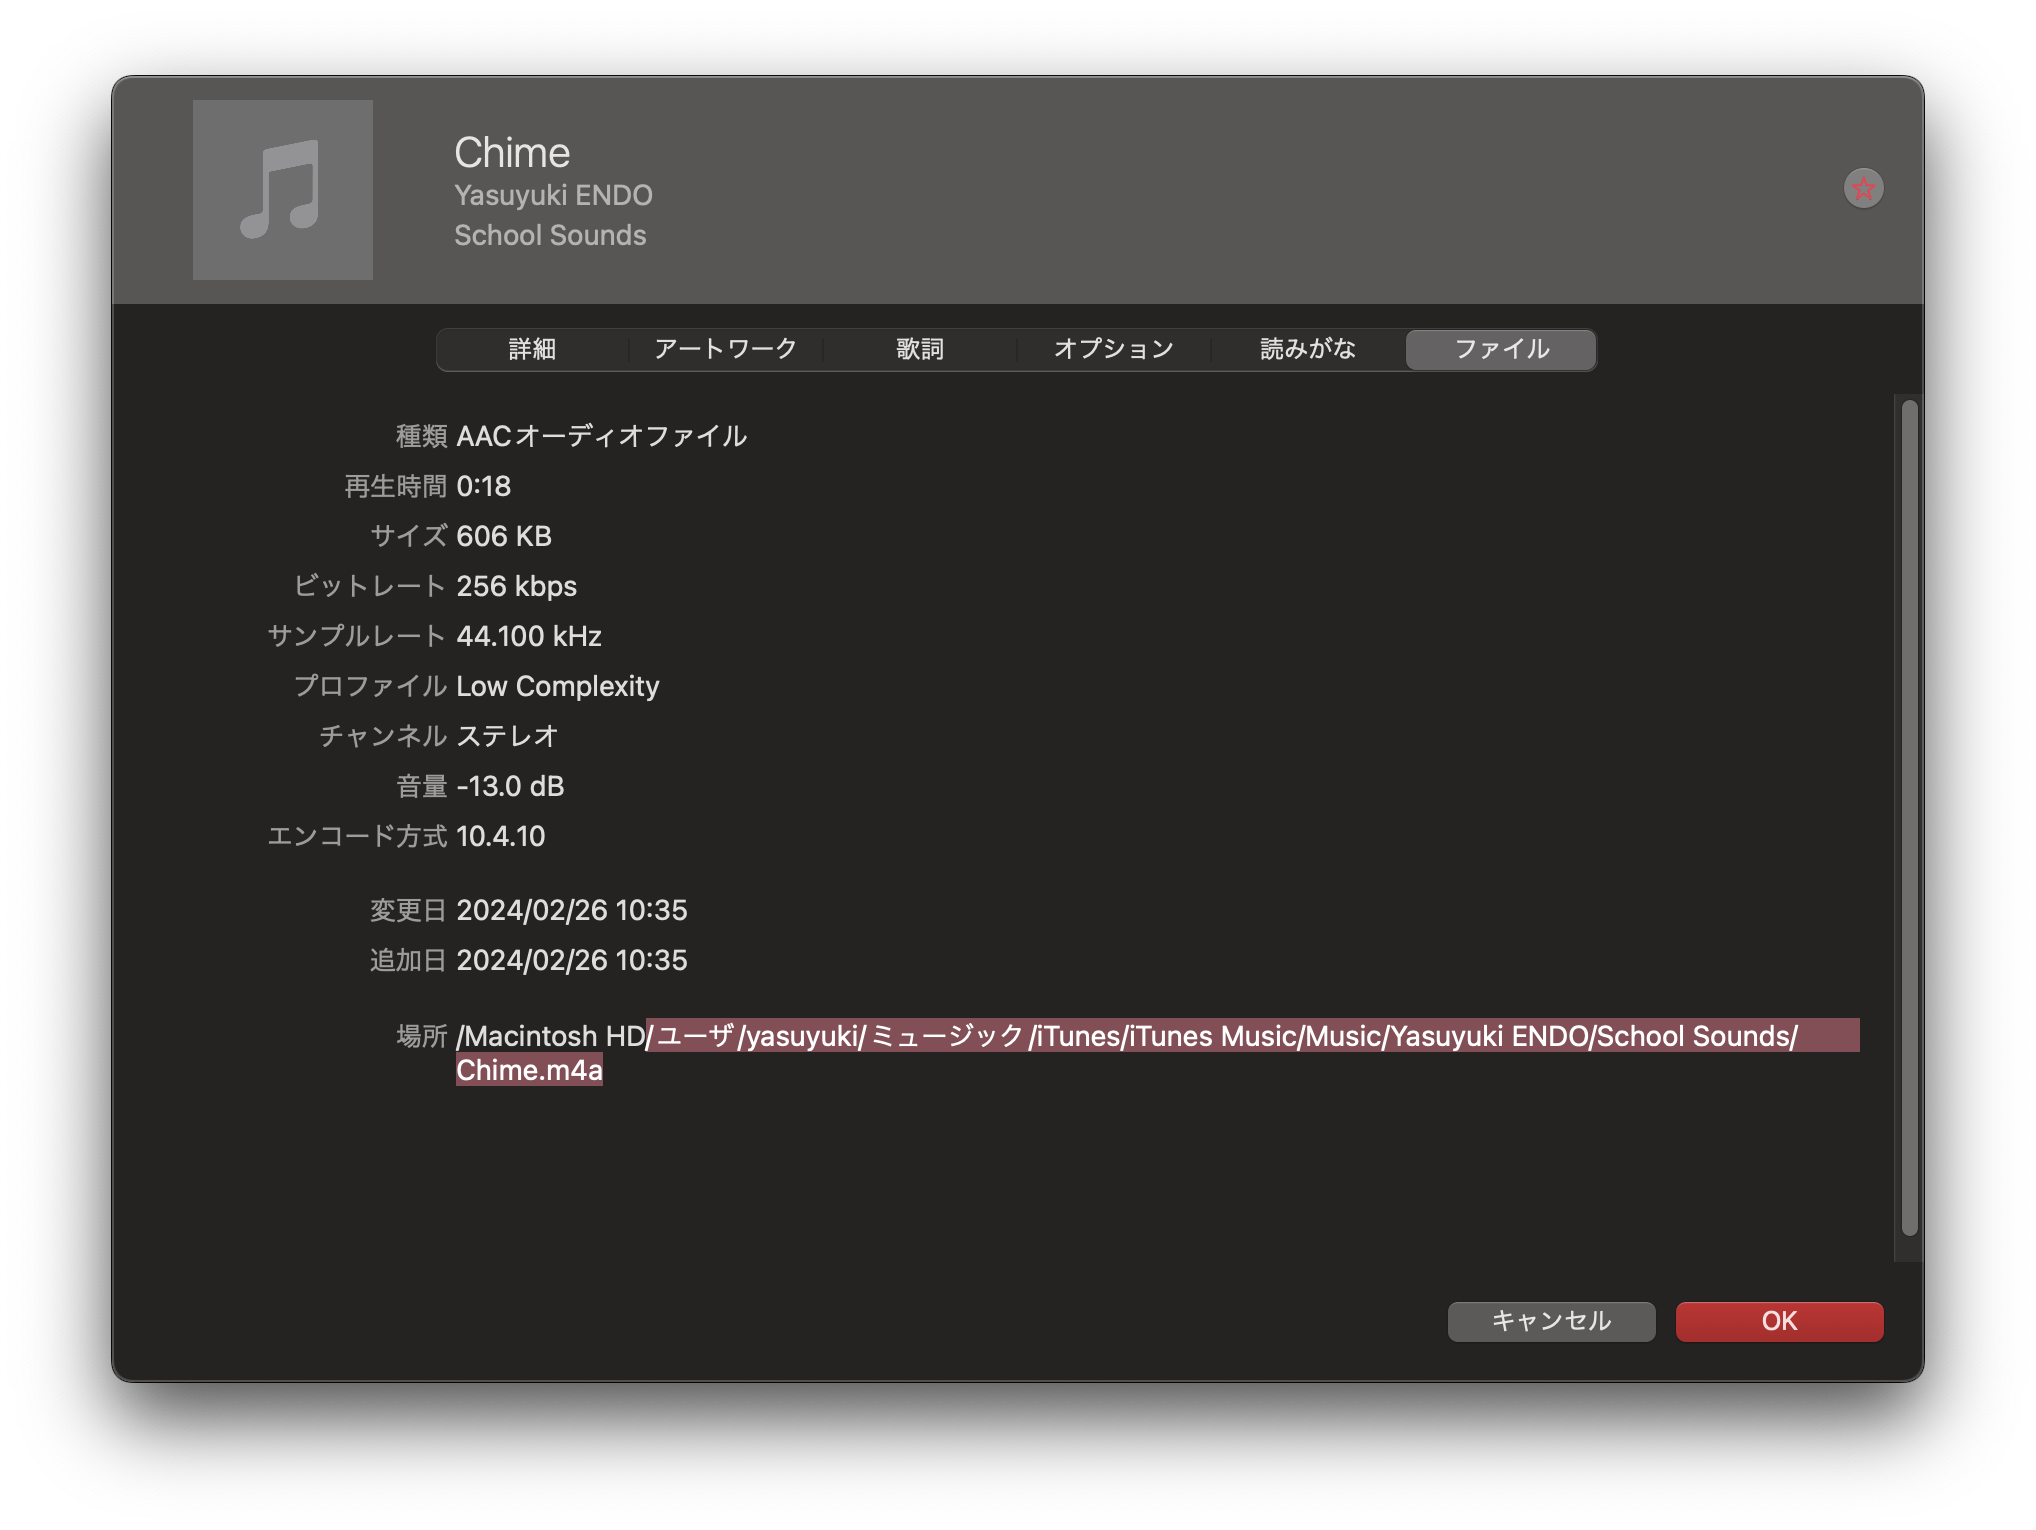 Chime
Yasuyuki ENDO
School Sounds
詳細 アートワーク 歌詞 オプション 読みがな ファイル
種類 AACオーディオファイル
再生時間 0:18
サイズ 606 KB
ビットレート 256 kbps
サンプルレート 44.100 kHz
プロファイル Low Complexity
チャンネル ステレオ
音量 -13.0 dB
エンコード方式 10.4.10
変更日 2024/02/26 10:35
追加日 2024/02/26 10:35
場所 /Macintosh HD/ユーザ/yasuyuki/ミュージック/iTunes/iTunes Music/Music/Yasuyuki ENDO/School Sounds/
Chime.m4a
キャンセル OK